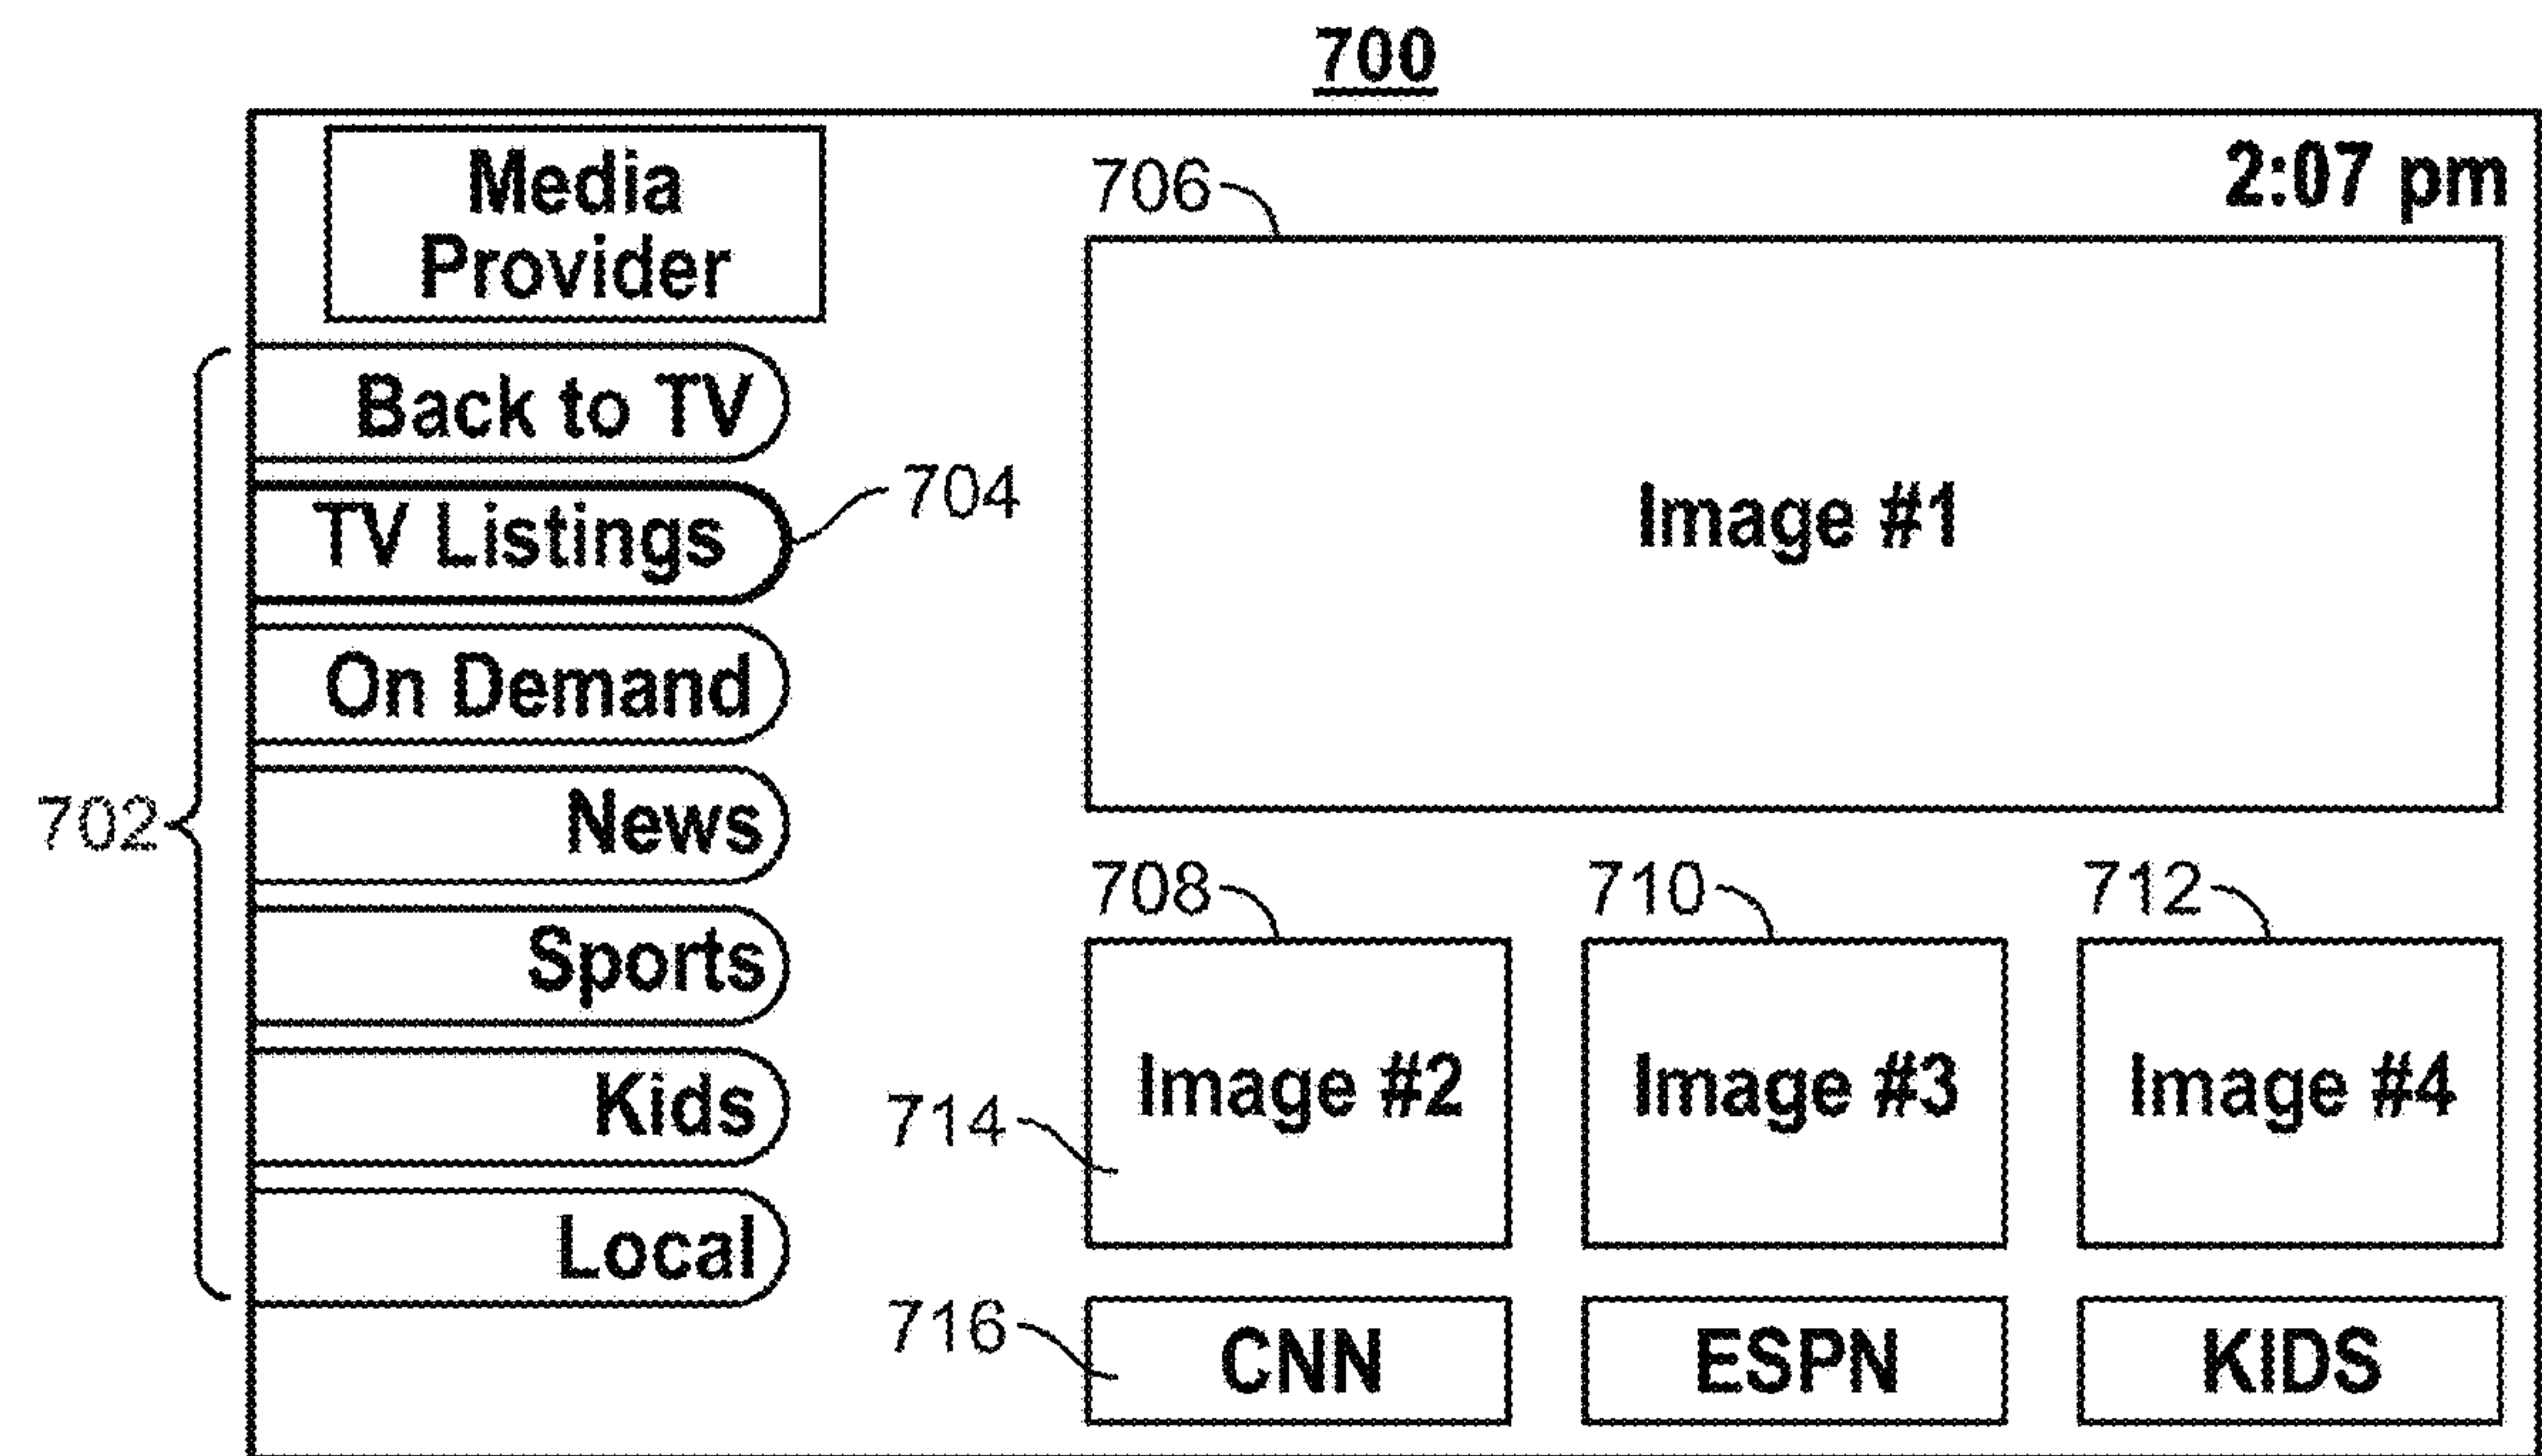 700
Media
Provider
2:07 pm
706
Back to TV
704
TV Listings
Image #1
On Demand
702
News
708
710
712
Sports
Image #2
Image #3
Image #4
714
Kids
Local
716
CNN
ESPN
KIDS